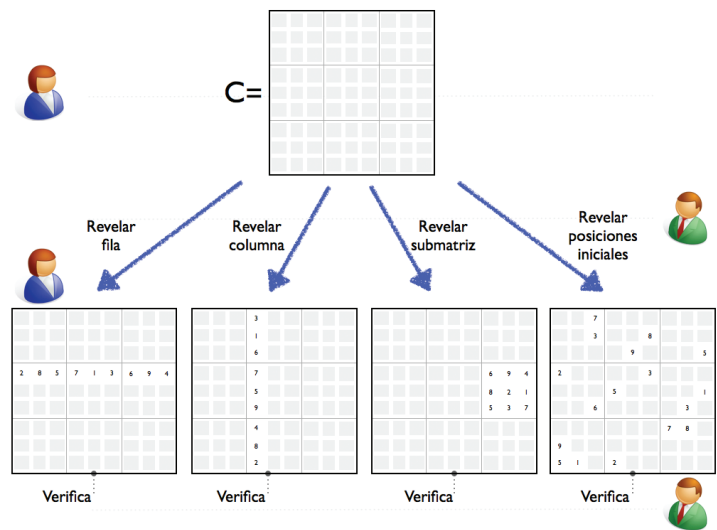 C=
Revelar
fila
Revelar
columna
Revelar
submatriz
Revelar
posiciones
iniciales
2 8 5 7 1 3 6 9 4
3
1
6
7
5
9
4
8
2
6 9 4
8 2 1
5 3 7
7
3 8
9 5
2 3
5 1
6 3
7 8
9
5 1 2
Verifica
Verifica
Verifica
Verifica